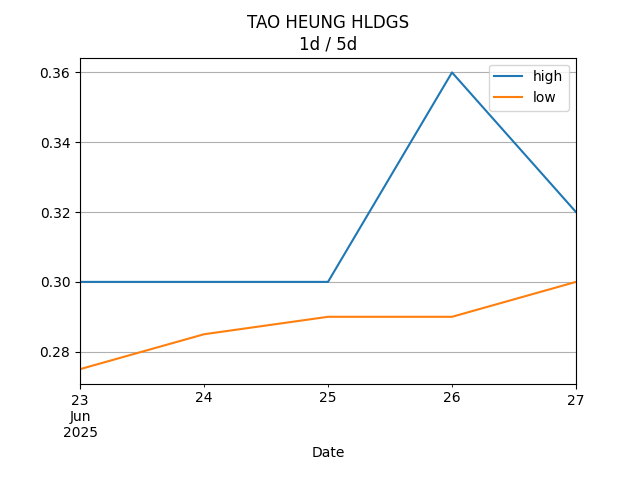 TAO HEUNG HLDGS
1d / 5d
0.36
0.34
0.32
0.30
0.28
high
low
23 24 25 26 27
Jun
2025
Date